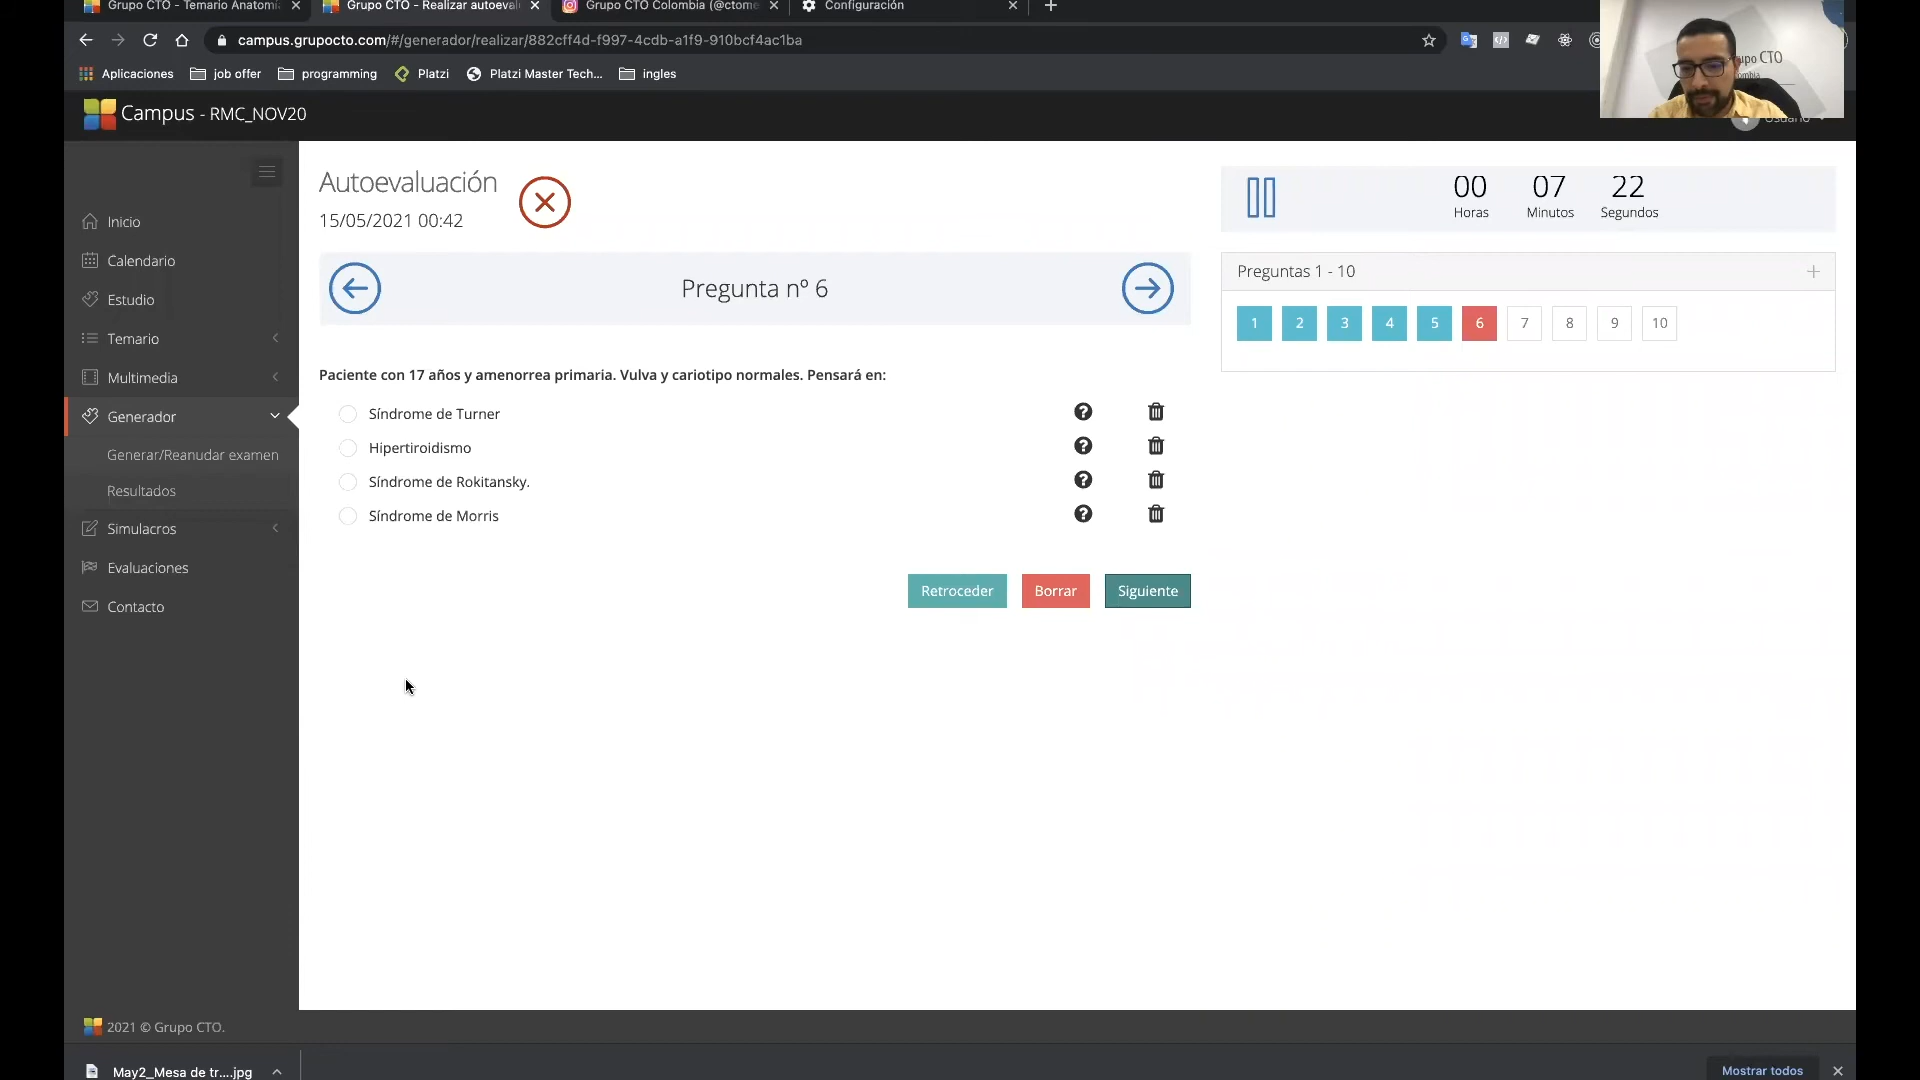 Grupo CTO - Temario Anatomí
Grupo CTO - Realizar autoeval
Grupo CTO Colombia (@ctome
Configuración
campus.grupocto.com/#/generador/realizar/882cff4d-f997-4cdb-a1f9-910bcf4ac1ba
Aplicaciones
job offer
programming
Platzi
Platzi Master Tech...
ingles
upo CTO
Campus - RMC_NOV20
Usuario
Autoevaluación
15/05/2021 00:42
00 07 22
Horas Minutos Segundos
Inicio
Calendario
Estudio
Temario
Multimedia
Generador
Generar/Reanudar examen
Resultados
Simulacros
Evaluaciones
Contacto
Pregunta nº 6
Preguntas 1 - 10
1 2 3 4 5 6 7 8 9 10
Paciente con 17 años y amenorrea primaria. Vulva y cariotipo normales. Pensará en:
Síndrome de Turner
Hipertiroidismo
Síndrome de Rokitansky.
Síndrome de Morris
Retroceder
Borrar
Siguiente
2021 © Grupo CTO.
May2_Mesa de tr....jpg
Mostrar todos